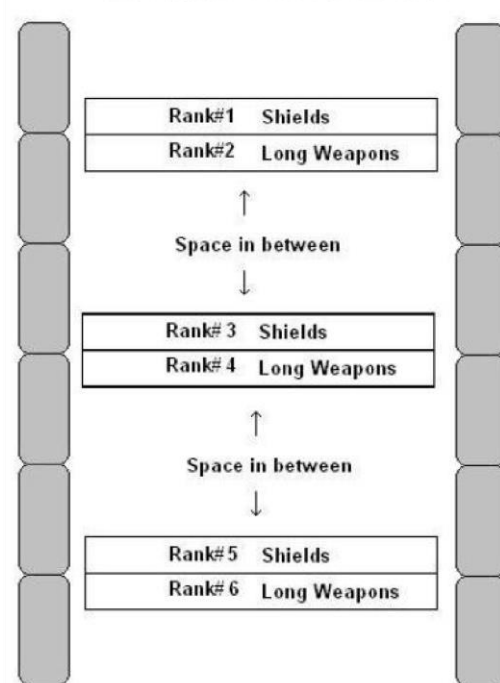 Rank#1 Shields
Rank#2 Long Weapons
↑
Space in between
↓
Rank# 3 Shields
Rank# 4 Long Weapons
↑
Space in between
↓
Rank# 5 Shields
Rank# 6 Long Weapons